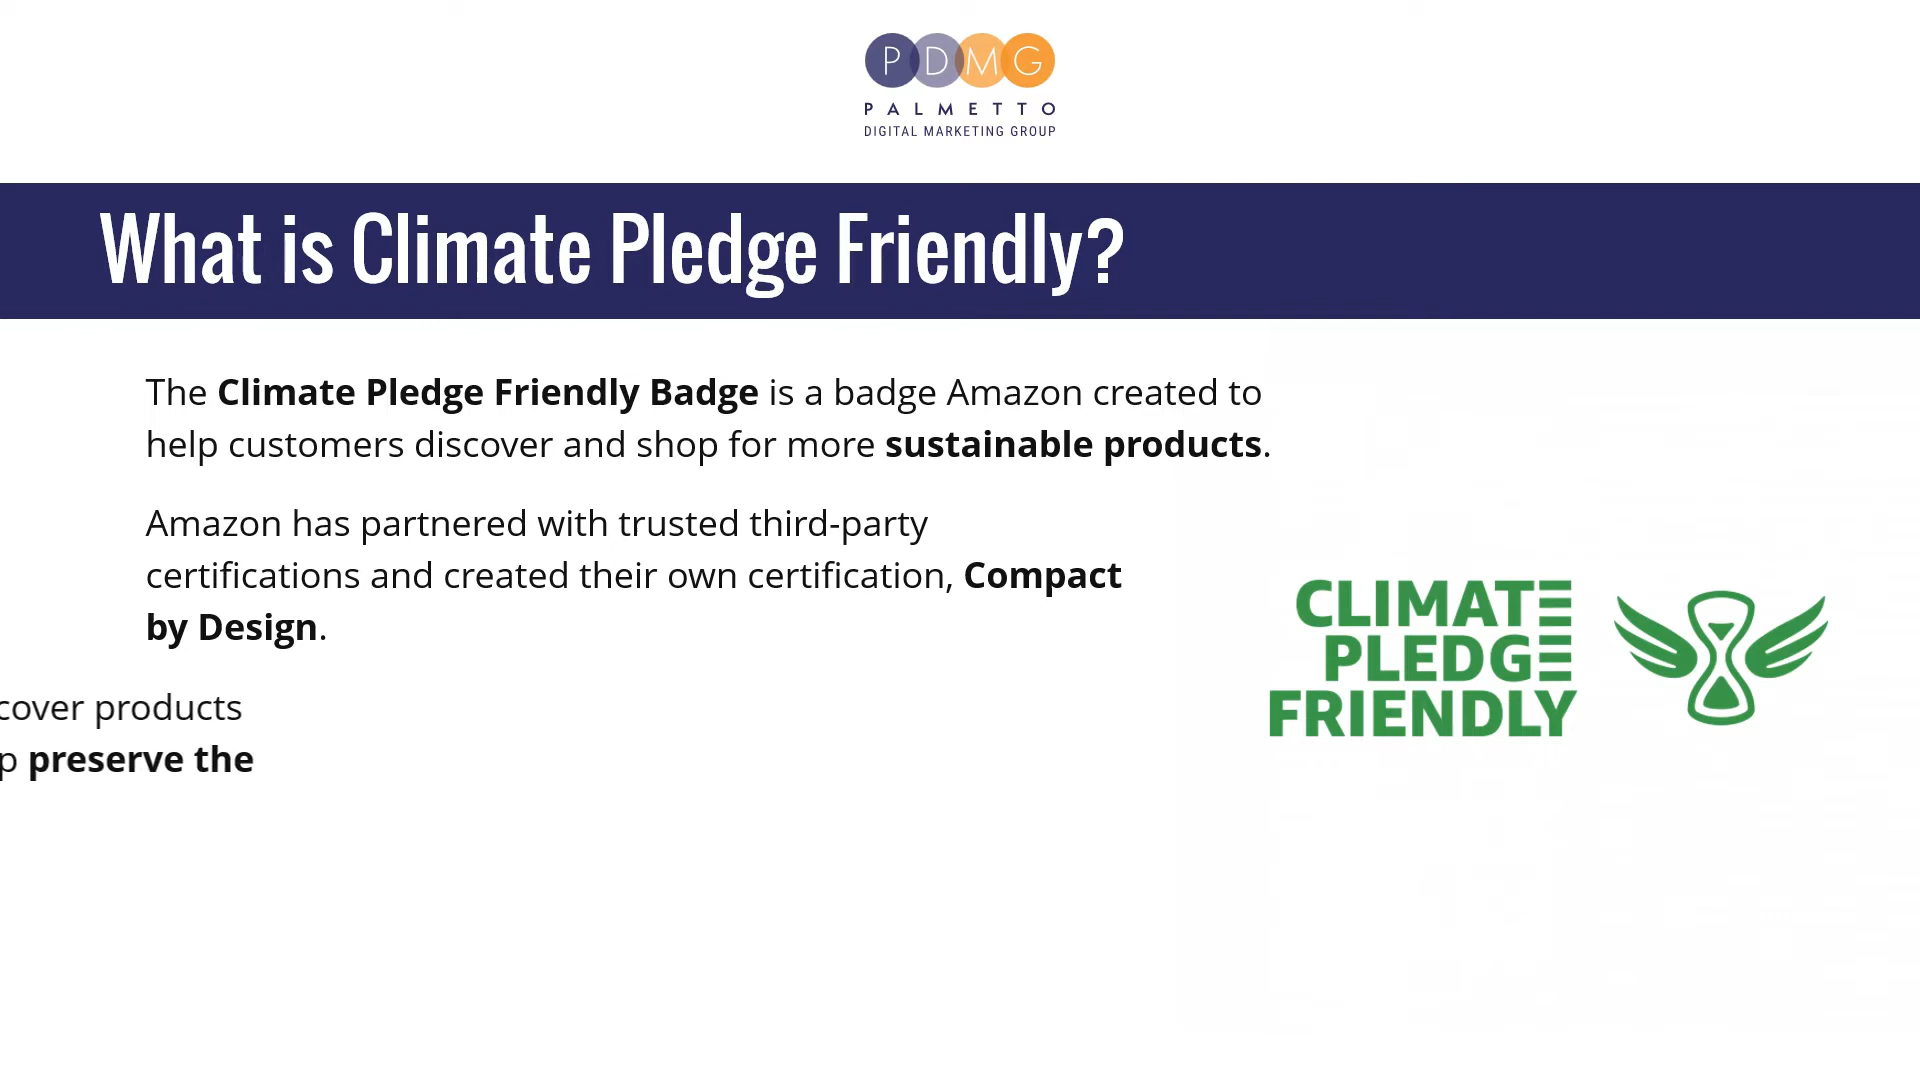 PDMG
PALMETTO
DIGITAL MARKETING GROUP
What is Climate Pledge Friendly?
The Climate Pledge Friendly Badge is a badge Amazon created to
help customers discover and shop for more sustainable products.
Amazon has partnered with trusted third-party
certifications and created their own certification, Compact
by Design.
cover products
p preserve the
CLIMATE
PLEDGE
FRIENDLY